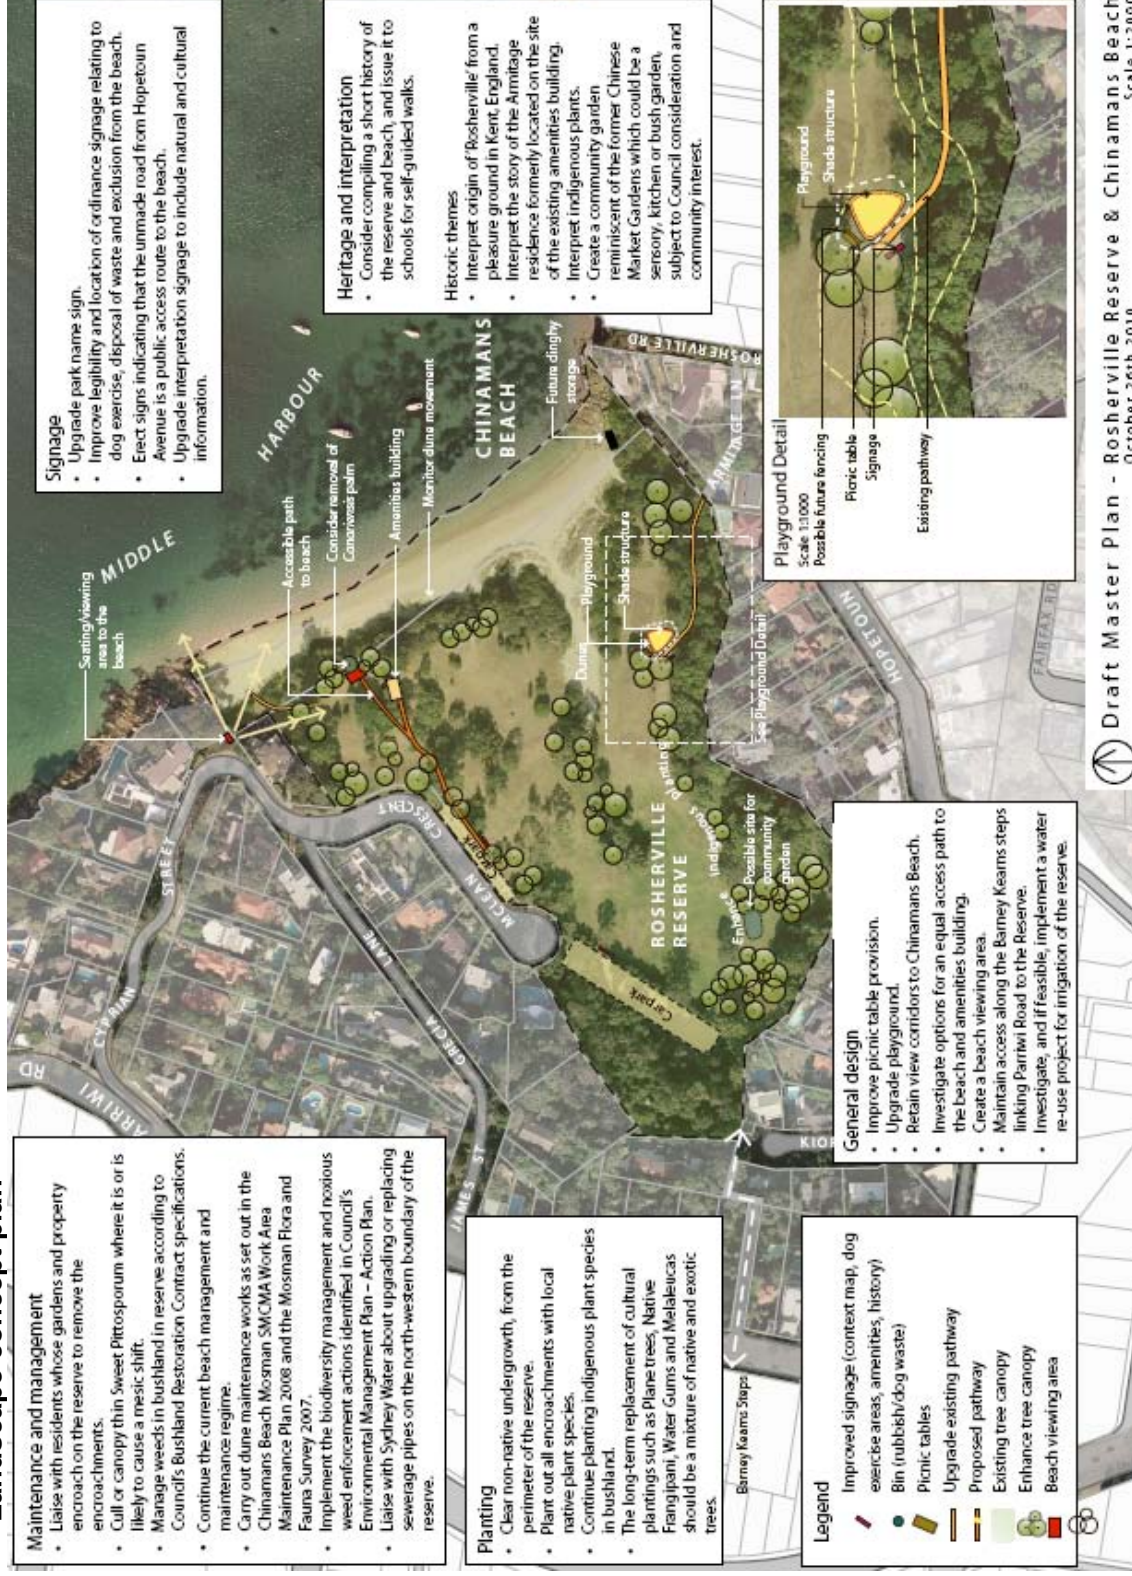 Landscape concept plan
Maintenance and management
• Liaise with residents whose gardens and property
encroach on the reserve to remove the
encroachments.
• Cull or canopy thin Sweet Pittosporum where it is or is
likely to cause a mesic shift.
• Manage weeds in bushland in reserve according to
Council's Bushland Restoration Contract specifications.
• Continue the current beach management and
maintenance regime.
• Carry out dune maintenance works as set out in the
Chinamans Beach Mosman SMCMA Work Area
Maintenance Plan 2008 and the Mosman Flora and
Fauna Survey 2007.
• Implement the biodiversity management and noxious
weed enforcement actions identified in Council's
Environmental Management Plan – Action Plan.
• Liaise with Sydney Water about upgrading or replacing
sewerage pipes on the north-western boundary of the
reserve.
Planting
• Clear non-native undergrowth, from the
perimeter of the reserve.
• Plant out all encroachments with local
native plant species.
• Continue planting indigenous plant species
in bushland.
• The long-term replacement of cultural
plantings such as Plane trees, Native
Frangipani, Water Gums and Melaleucas
should be a mixture of native and exotic
trees.
Legend
Improved signage (context map, dog
exercise areas, amenities, history)
Bin (rubbish/dog waste)
Picnic tables
Upgrade existing pathway
Proposed pathway
Existing tree canopy
Enhance tree canopy
Beach viewing area
Signage
• Upgrade park name sign.
• Improve legibility and location of ordinance signage relating to
dog exercise, disposal of waste and exclusion from the beach.
• Erect signs indicating that the unmade road from Hopetoun
Avenue is a public access route to the beach.
• Upgrade interpretation signage to include natural and cultural
information.
Heritage and interpretation
• Consider compiling a short history of
the reserve and beach, and issue it to
schools for self-guided walks.
Historic themes
• Interpret origin of 'Rosherville' from a
pleasure ground in Kent, England.
• Interpret the story of the Armitage
residence formerly located on the site
of the existing amenities building.
• Interpret indigenous plants.
• Create a community garden
reminiscent of the former Chinese
Market Gardens which could be a
sensory, kitchen or bush garden,
subject to Council consideration and
community interest.
General design
• Improve picnic table provision.
• Upgrade playground.
• Retain view corridors to Chinamans Beach.
• Investigate options for an equal access path to
the beach and amenities building.
• Create a beach viewing area.
• Maintain access along the Barney Kearns steps
linking Parriwi Road to the Reserve.
• Investigate, and if feasible, implement a water
re-use project for irrigation of the reserve.
Playground Detail
Scale 1:1000
Possible future fencing
Picnic table
Signage
Existing pathway
Playground
Shade structure
Seating/viewing
area to the
beach
MIDDLE
HARBOUR
Accessible path
to beach
Consider removal of
Canariensis palm
Amenities building
Monitor dune movement
CHINAMANS
BEACH
Future dinghy
storage
ROSHERVILLE RD
ARMITAGE LN
Dunes
Playground
Shade structure
See Playground Detail
ROSHERVILLE
RESERVE
Indigenous planting
Entrance
Possible site for
community
garden
Car park
MCLEAN CRESCENT
CYPRIAN STREET
GRECIA LANE
JAMES ST
HOPETOUN
FAIRFAX RD
Barney Kearns Steps
Draft Master Plan - Rosherville Reserve & Chinamans Beach
October 26th 2010